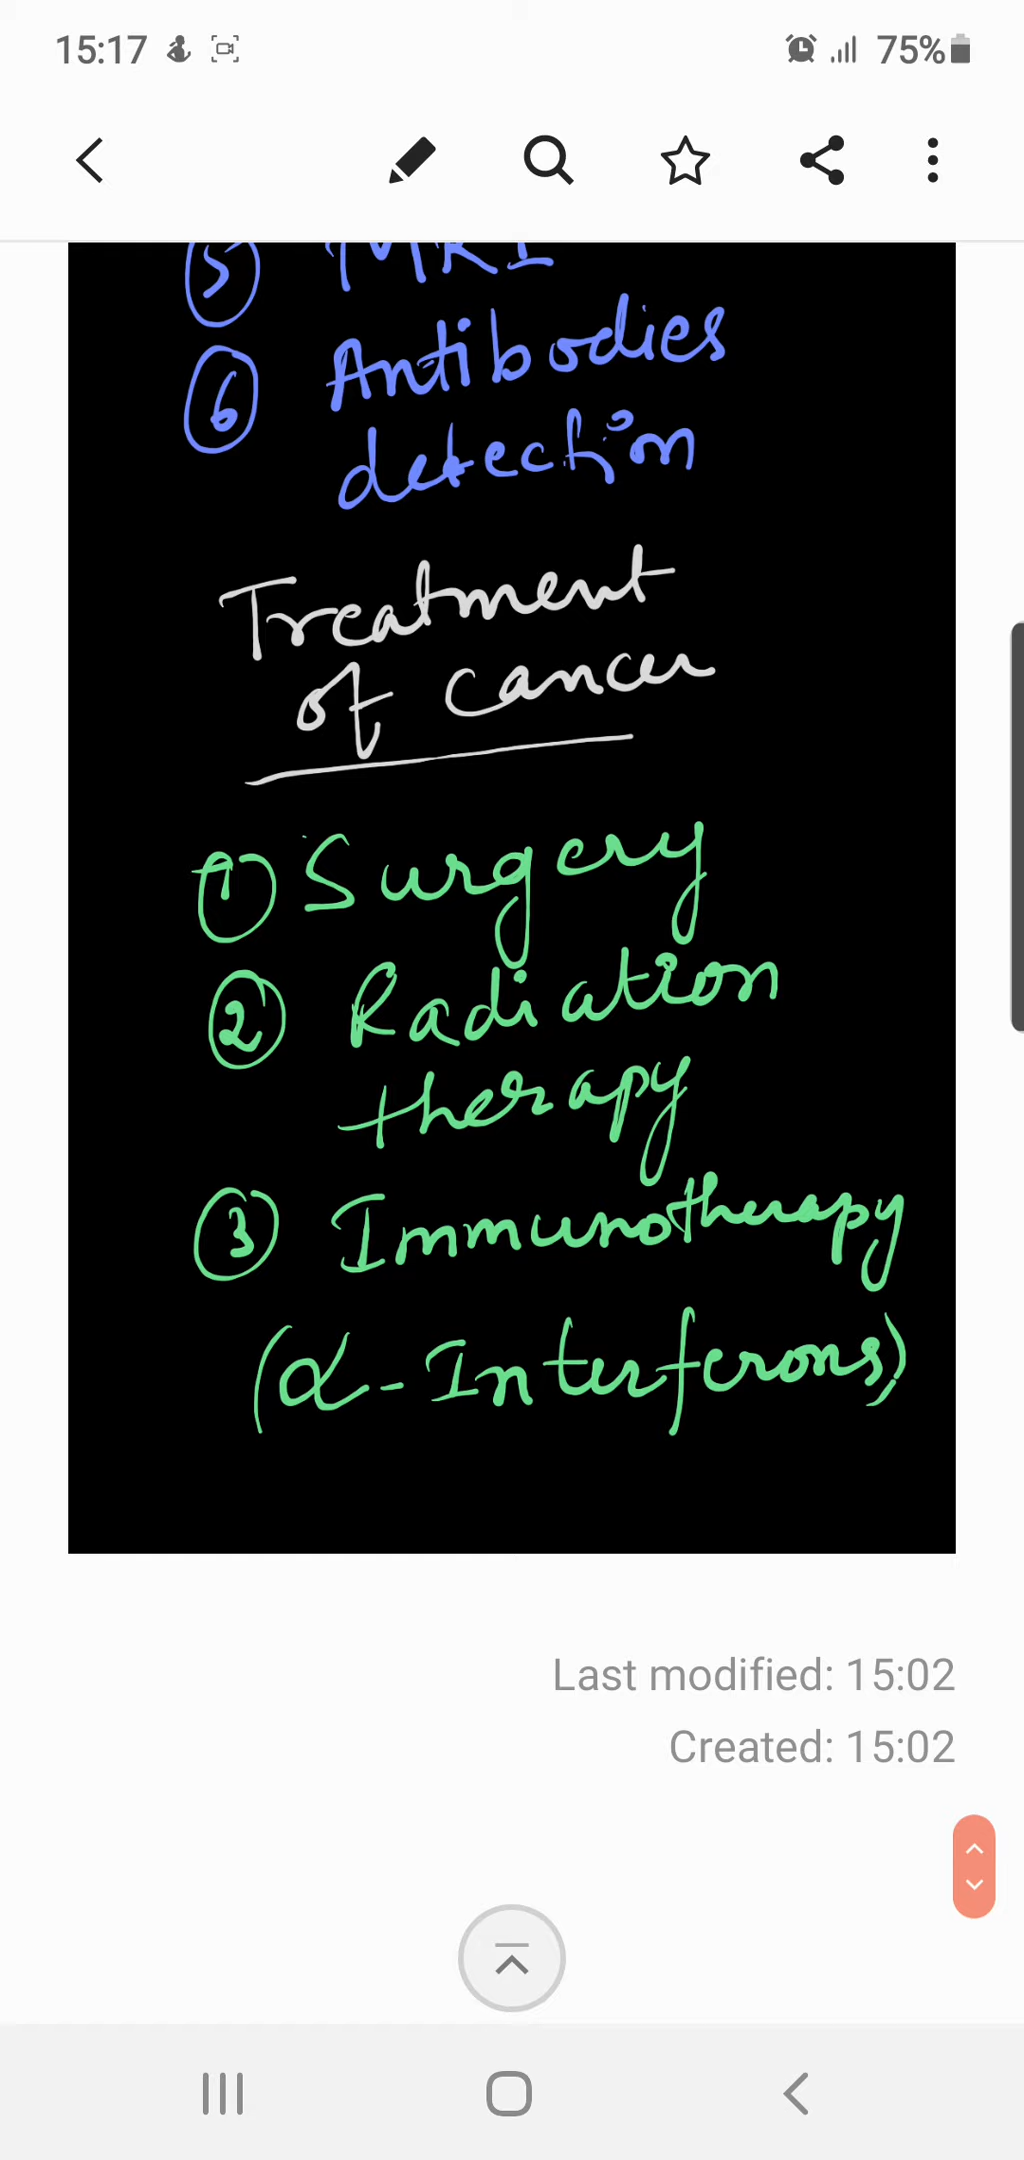 15:17 75%
5 MRI
6 Antibodies
detection
Treatment
of cancer
1 Surgery
2 Radiation
therapy
3 Immunotherapy
(α-Interferons)
Last modified: 15:02
Created: 15:02